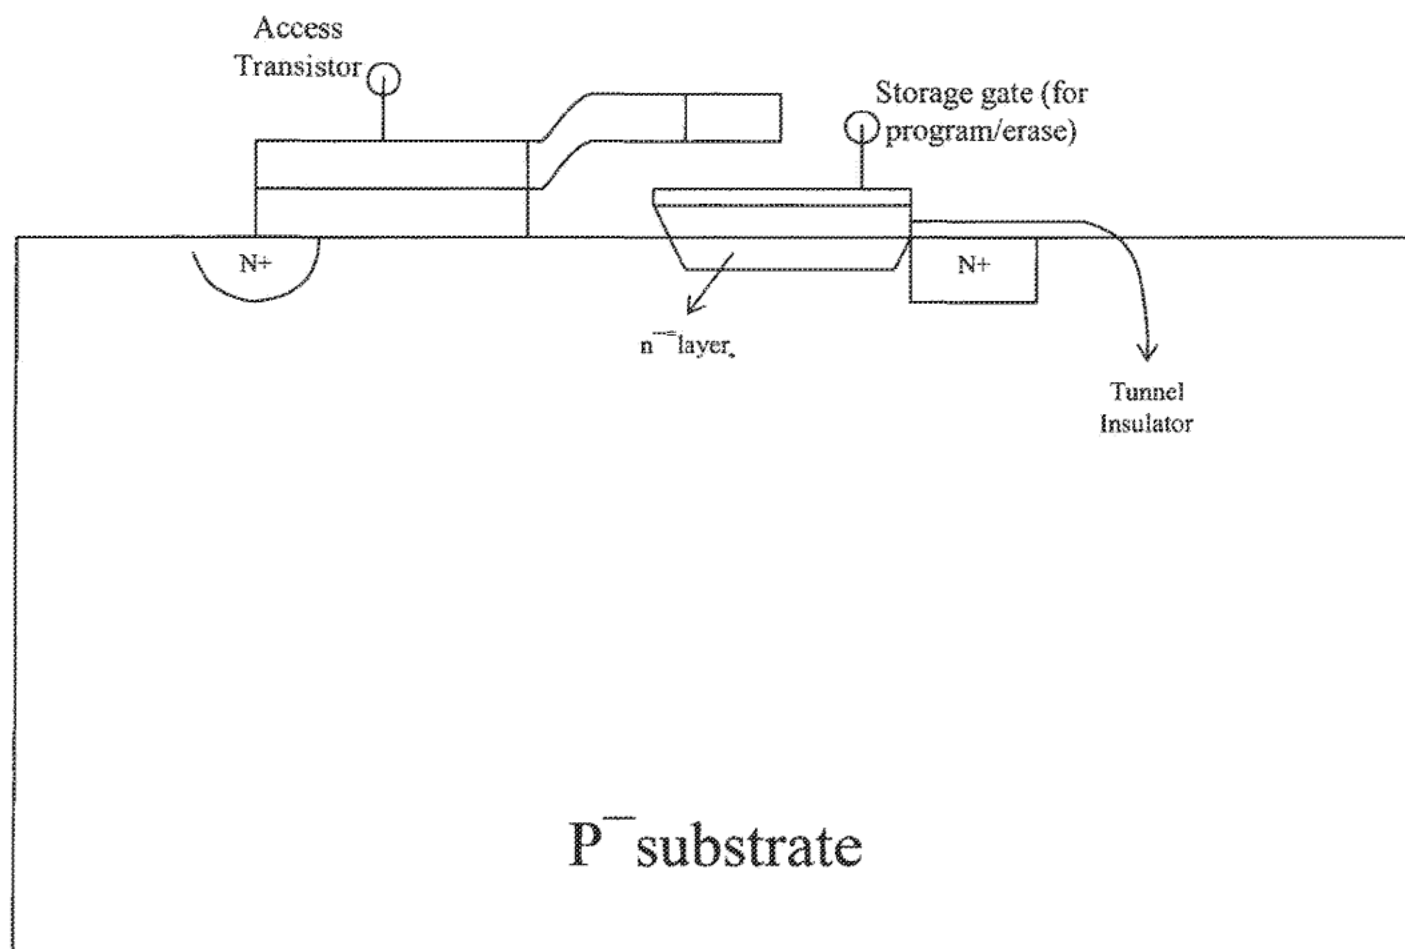 Access
Transistor
Storage gate (for
program/erase)
N+
N+
n⁻⁼layer
Tunnel
Insulator
P⁻substrate